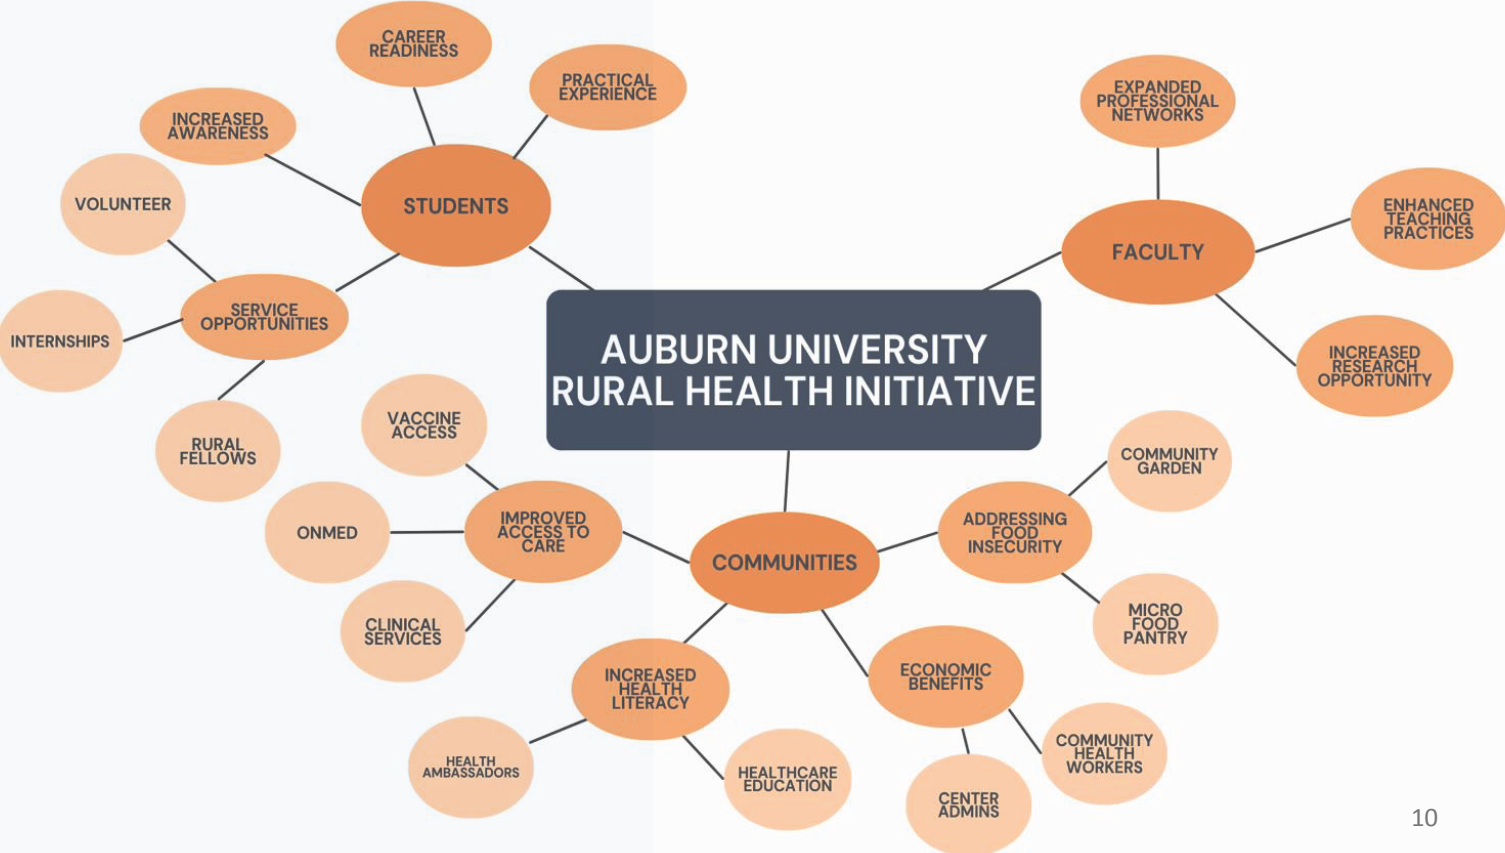 CAREER
READINESS
PRACTICAL
EXPERIENCE
INCREASED
AWARENESS
VOLUNTEER
STUDENTS
SERVICE
OPPORTUNITIES
INTERNSHIPS
RURAL
FELLOWS
EXPANDED
PROFESSIONAL
NETWORKS
ENHANCED
TEACHING
PRACTICES
FACULTY
INCREASED
RESEARCH
OPPORTUNITY
AUBURN UNIVERSITY
RURAL HEALTH INITIATIVE
VACCINE
ACCESS
ONMED
IMPROVED
ACCESS TO
CARE
CLINICAL
SERVICES
COMMUNITIES
ADDRESSING
FOOD
INSECURITY
COMMUNITY
GARDEN
MICRO
FOOD
PANTRY
INCREASED
HEALTH
LITERACY
HEALTH
AMBASSADORS
HEALTHCARE
EDUCATION
ECONOMIC
BENEFITS
COMMUNITY
HEALTH
WORKERS
CENTER
ADMINS
10